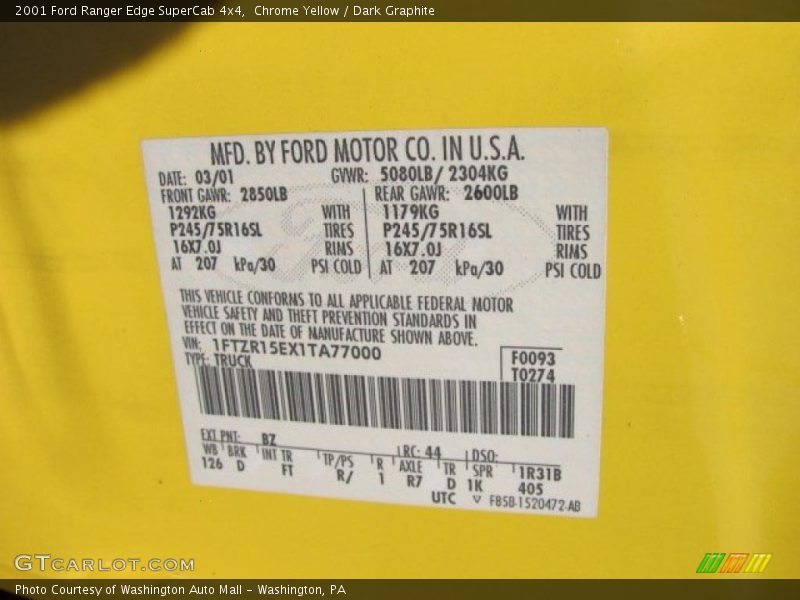 2001 Ford Ranger Edge SuperCab 4x4,  Chrome Yellow / Dark Graphite
MFD. BY FORD MOTOR CO. IN U.S.A.
DATE: 03/01 GVWR: 5080LB/ 2304KG
FRONT GAWR: 2850LB REAR GAWR: 2600LB
1292KG WITH 1179KG WITH
P245/75R16SL TIRES P245/75R16SL TIRES
16X7.0J RIMS 16X7.0J RIMS
AT 207 kPa/30 PSI COLD AT 207 kPa/30 PSI COLD
THIS VEHICLE CONFORMS TO ALL APPLICABLE FEDERAL MOTOR
VEHICLE SAFETY AND THEFT PREVENTION STANDARDS IN
EFFECT ON THE DATE OF MANUFACTURE SHOWN ABOVE.
VIN: 1FTZR15EX1TA77000 F0093
TYPE: TRUCK T0274
EXT PNT: BZ RC: 44 DSO:
WB BRK INT TR TP/PS R AXLE TR SPR 1R31B
126 D FT R/ 1 R7 D 1K 405
UTC V F85B-1520472-AB
GTCARLOT.COM
Photo Courtesy of Washington Auto Mall - Washington, PA